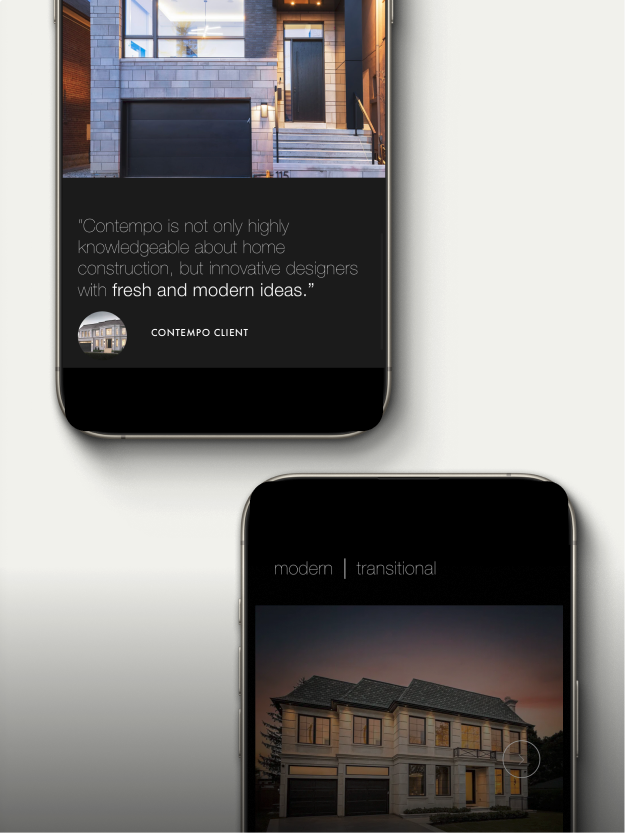 115
"Contempo is not only highly
knowledgeable about home
construction, but innovative designers
with fresh and modern ideas.”
CONTEMPO CLIENT
modern | transitional